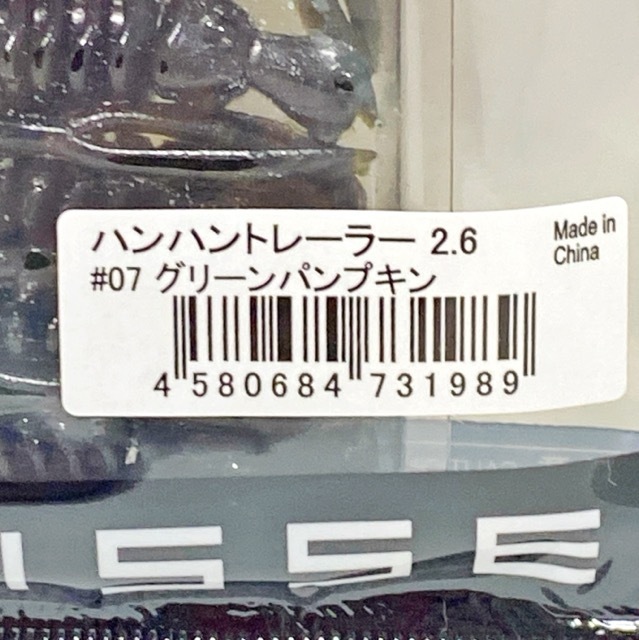 ハンハントレーラー 2.6
Made in
China
#07 グリーンパンプキン
4 580684 731989
ISSE